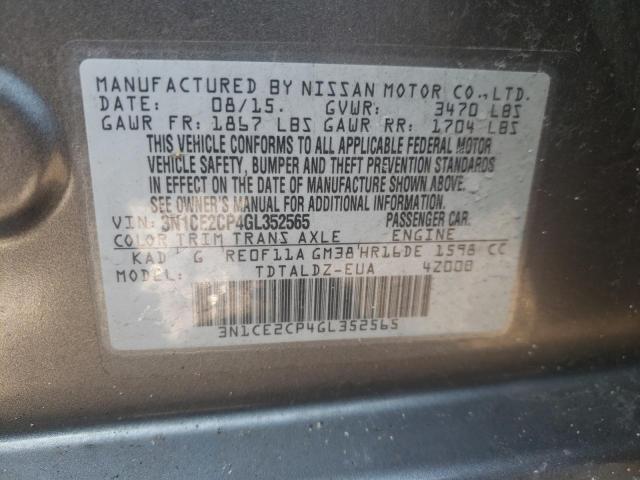 MANUFACTURED BY NISSAN MOTOR CO., LTD.
DATE: 08/15. GVWR: 3470 LBS
GAWR FR: 1867 LBS GAWR RR: 1704 LBS
THIS VEHICLE CONFORMS TO ALL APPLICABLE FEDERAL MOTOR
VEHICLE SAFETY, BUMPER AND THEFT PREVENTION STANDARDS
IN EFFECT ON THE DATE OF MANUFACTURE SHOWN ABOVE.
SEE OWNER'S MANUAL FOR ADDITIONAL INFORMATION.
VIN: 3N1CE2CP4GL352565 PASSENGER CAR.
COLOR TRIM TRANS AXLE ENGINE
KAD G RE0F11A GM38 HR16DE 1598 CC
TDTALDZ-EUA 4Z000
3N1CE2CP4GL352565